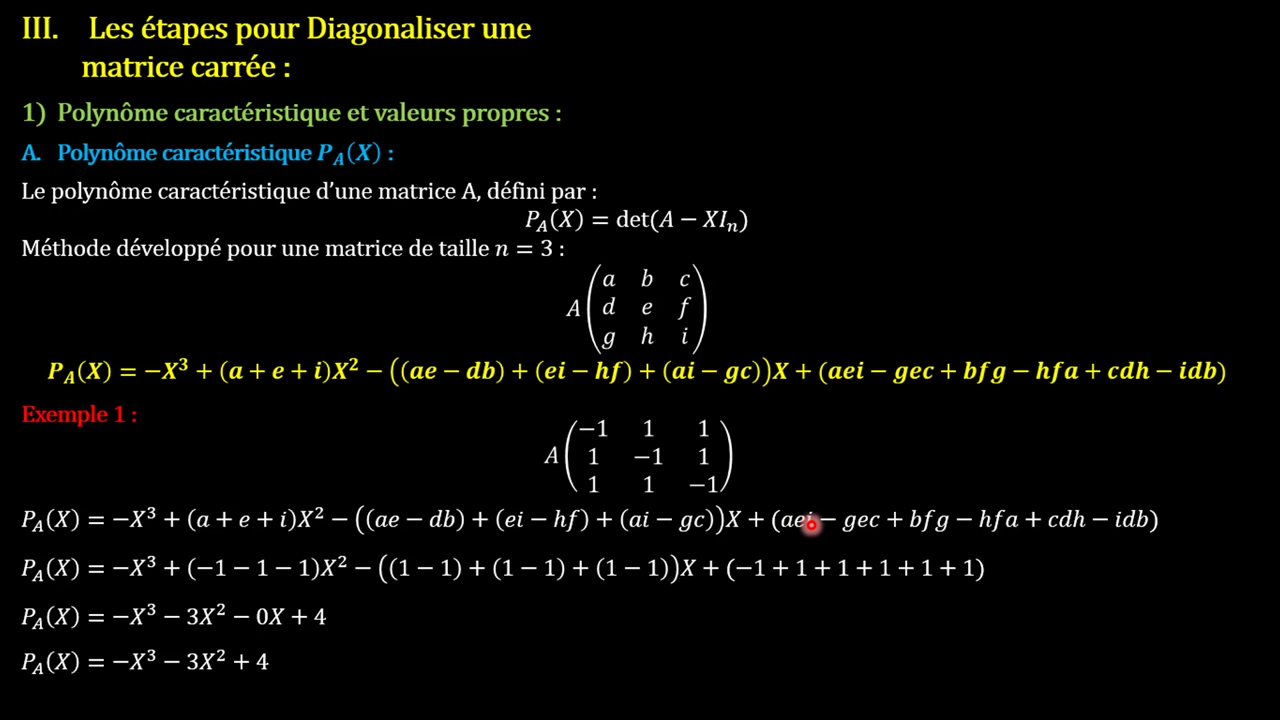 III. Les étapes pour Diagonaliser une
matrice carrée :
1) Polynôme caractéristique et valeurs propres :
A. Polynôme caractéristique P_A(X) :
Le polynôme caractéristique d’une matrice A, défini par :
P_A(X) = det(A − XI_n)
Méthode développé pour une matrice de taille n = 3 :
a b c
A d e f
g h i
P_A(X) = −X³ + (a + e + i)X² − ((ae − db) + (ei − hf) + (ai − gc))X + (aei − gec + bfg − hfa + cdh − idb)
Exemple 1 :
−1 1 1
A 1 −1 1
1 1 −1
P_A(X) = −X³ + (a + e + i)X² − ((ae − db) + (ei − hf) + (ai − gc))X + (aei − gec + bfg − hfa + cdh − idb)
P_A(X) = −X³ + (−1 − 1 − 1)X² − ((1 − 1) + (1 − 1) + (1 − 1))X + (−1 + 1 + 1 + 1 + 1 + 1)
P_A(X) = −X³ − 3X² − 0X + 4
P_A(X) = −X³ − 3X² + 4